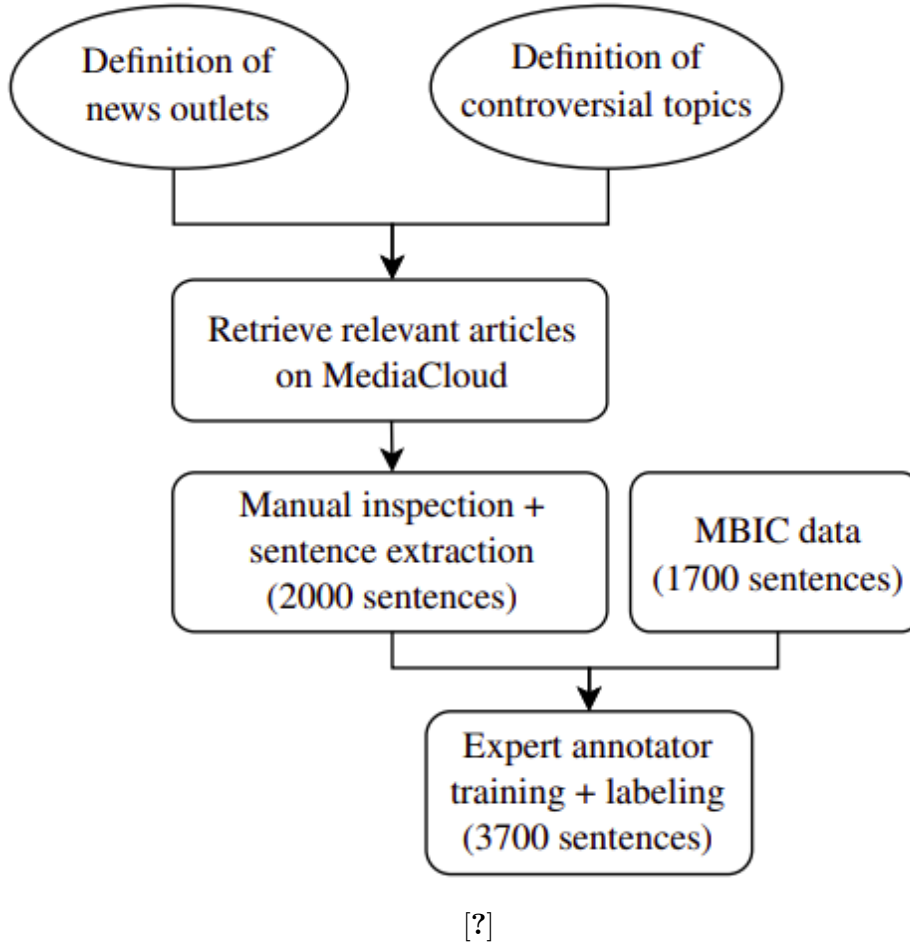 Definition of
news outlets
Definition of
controversial topics
Retrieve relevant articles
on MediaCloud
Manual inspection +
sentence extraction
(2000 sentences)
MBIC data
(1700 sentences)
Expert annotator
training + labeling
(3700 sentences)
[?]